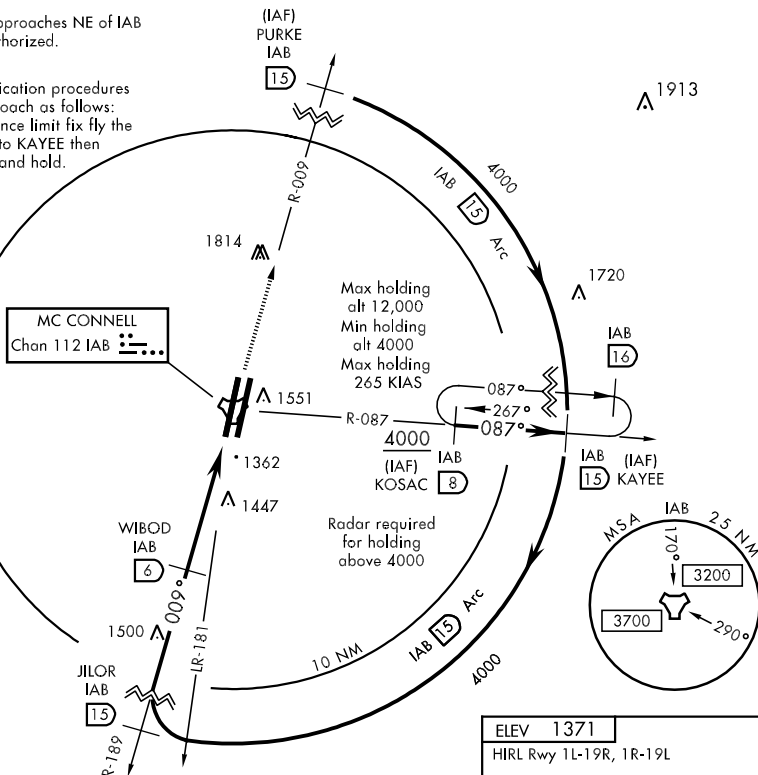 pproaches NE of IAB
thorized.
ication procedures
oach as follows:
nce limit fix fly the
to KAYEE then
and hold.
(IAF)
PURKE
IAB
15
1913
R-009
4000
IAB 15 Arc
1814
1720
MC CONNELL
Chan 112 IAB
Max holding
alt 12,000
Min holding
alt 4000
Max holding
265 KIAS
IAB
16
1551
087°
267°
R-087
087°
4000
(IAF)
KOSAC
IAB
8
IAB
15
(IAF)
KAYEE
1362
1447
Radar required
for holding
above 4000
WIBOD
IAB
6
009°
1500
LR-181
JILOR
IAB
15
R-189
10 NM
IAB 15 Arc
4000
MSA IAB 25 NM
170°
3200
3700
290°
ELEV 1371
HIRL Rwy 1L-19R, 1R-19L